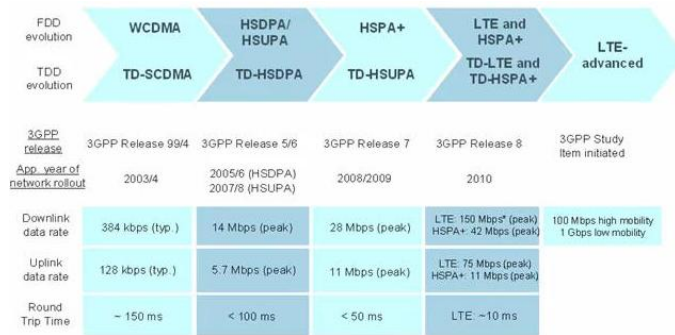 FDD evolution
WCDMA
HSDPA/ HSUPA
HSPA+
LTE and HSPA+
LTE-advanced
TDD evolution
TD-SCDMA
TD-HSDPA
TD-HSUPA
TD-LTE and TD-HSPA+
3GPP release
3GPP Release 99/4
3GPP Release 5/6
3GPP Release 7
3GPP Release 8
3GPP Study Item initiated
App. year of network rollout
2003/4
2005/6 (HSDPA)
2007/8 (HSUPA)
2008/2009
2010
Downlink data rate
384 kbps (typ.)
14 Mbps (peak)
28 Mbps (peak)
LTE: 150 Mbps* (peak)
HSPA+: 42 Mbps (peak)
100 Mbps high mobility
1 Gbps low mobility
Uplink data rate
128 kbps (typ.)
5.7 Mbps (peak)
11 Mbps (peak)
LTE: 75 Mbps (peak)
HSPA+: 11 Mbps (peak)
Round Trip Time
~ 150 ms
< 100 ms
< 50 ms
LTE: ~10 ms